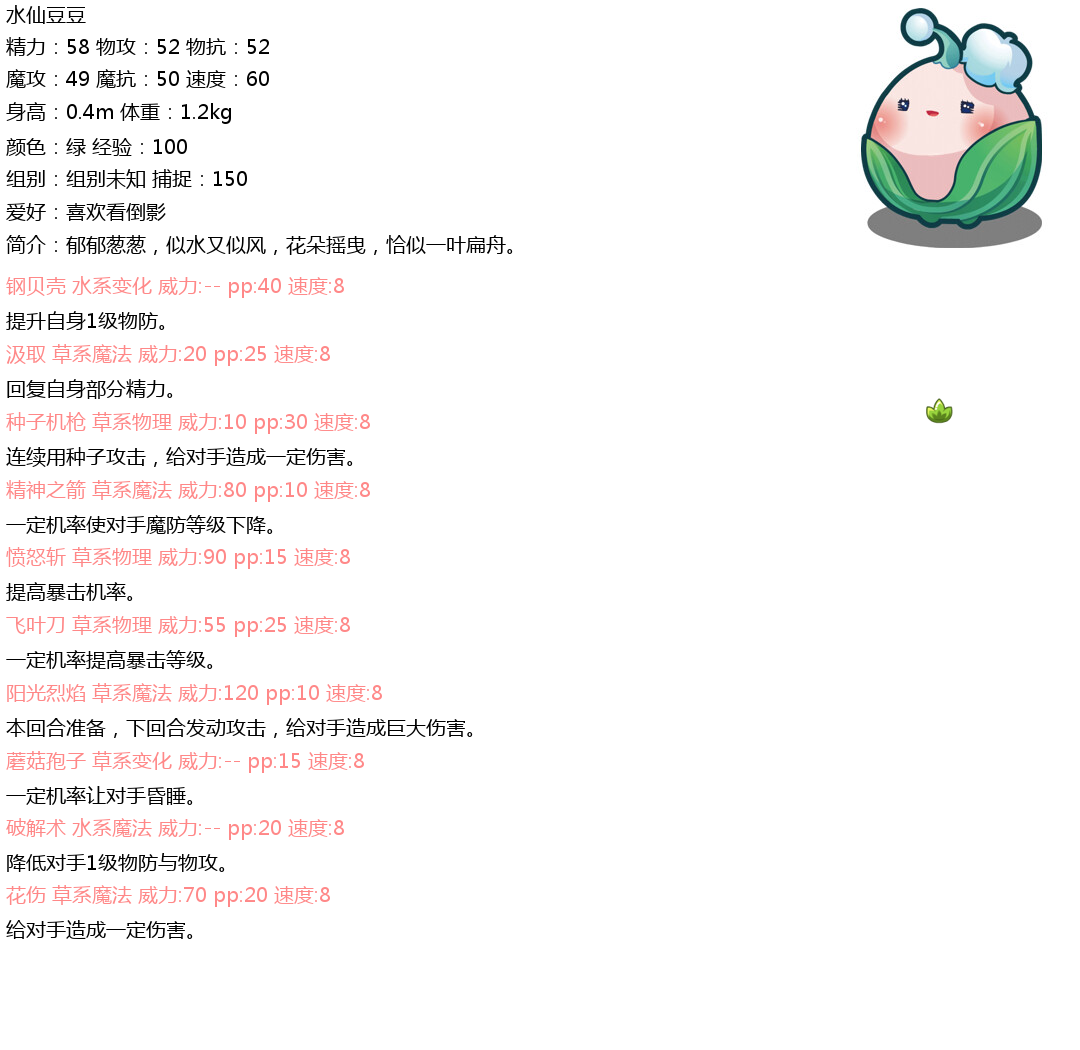 水仙豆豆
精力：58 物攻：52 物抗：52
魔攻：49 魔抗：50 速度：60
身高：0.4m 体重：1.2kg
颜色：绿 经验：100
组别：组别未知 捕捉：150
爱好：喜欢看倒影
简介：郁郁葱葱，似水又似风，花朵摇曳，恰似一叶扁舟。
钢贝壳 水系变化 威力:-- pp:40 速度:8
提升自身1级物防。
汲取 草系魔法 威力:20 pp:25 速度:8
回复自身部分精力。
种子机枪 草系物理 威力:10 pp:30 速度:8
连续用种子攻击，给对手造成一定伤害。
精神之箭 草系魔法 威力:80 pp:10 速度:8
一定机率使对手魔防等级下降。
愤怒斩 草系物理 威力:90 pp:15 速度:8
提高暴击机率。
飞叶刀 草系物理 威力:55 pp:25 速度:8
一定机率提高暴击等级。
阳光烈焰 草系魔法 威力:120 pp:10 速度:8
本回合准备，下回合发动攻击，给对手造成巨大伤害。
蘑菇孢子 草系变化 威力:-- pp:15 速度:8
一定机率让对手昏睡。
破解术 水系魔法 威力:-- pp:20 速度:8
降低对手1级物防与物攻。
花伤 草系魔法 威力:70 pp:20 速度:8
给对手造成一定伤害。